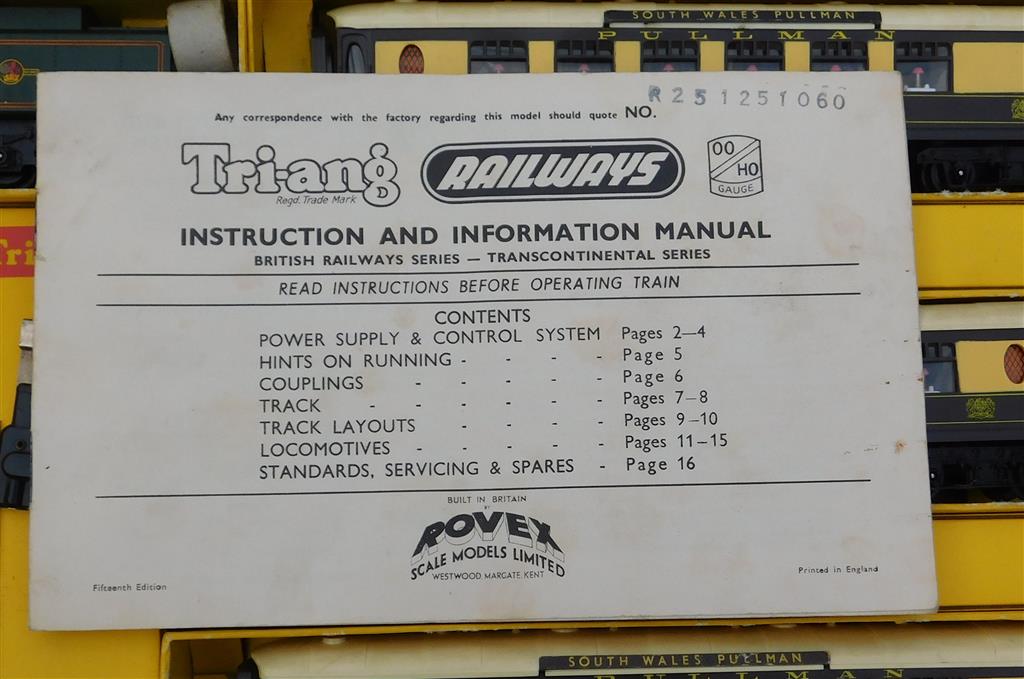 SOUTH WALES PULLMAN
PULLMAN
R251251060
Any correspondence with the factory regarding this model should quote NO.
Tri-ang
Regd. Trade Mark
RAILWAYS
OO/HO
GAUGE
INSTRUCTION AND INFORMATION MANUAL
BRITISH RAILWAYS SERIES — TRANSCONTINENTAL SERIES
READ INSTRUCTIONS BEFORE OPERATING TRAIN
CONTENTS
POWER SUPPLY & CONTROL SYSTEM Pages 2—4
HINTS ON RUNNING - - - - Page 5
COUPLINGS - - - - - Page 6
TRACK - - - - - - Pages 7—8
TRACK LAYOUTS - - - - Pages 9—10
LOCOMOTIVES - - - - - Pages 11—15
STANDARDS, SERVICING & SPARES - Page 16
BUILT IN BRITAIN
BY
ROVEX
SCALE MODELS LIMITED
WESTWOOD, MARGATE, KENT
Fifteenth Edition
Printed in England
SOUTH WALES PULLMAN
PULLMAN